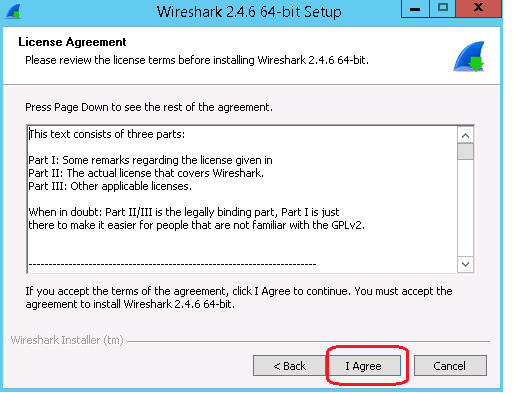 Wireshark 2.4.6 64-bit Setup
License Agreement
Please review the license terms before installing Wireshark 2.4.6 64-bit.
Press Page Down to see the rest of the agreement.
This text consists of three parts:
Part I: Some remarks regarding the license given in
Part II: The actual license that covers Wireshark.
Part III: Other applicable licenses.
When in doubt: Part II/III is the legally binding part, Part I is just
there to make it easier for people that are not familiar with the GPLv2.
------------------------------------------------------------------------
If you accept the terms of the agreement, click I Agree to continue. You must accept the
agreement to install Wireshark 2.4.6 64-bit.
Wireshark Installer (tm)
< Back
I Agree
Cancel